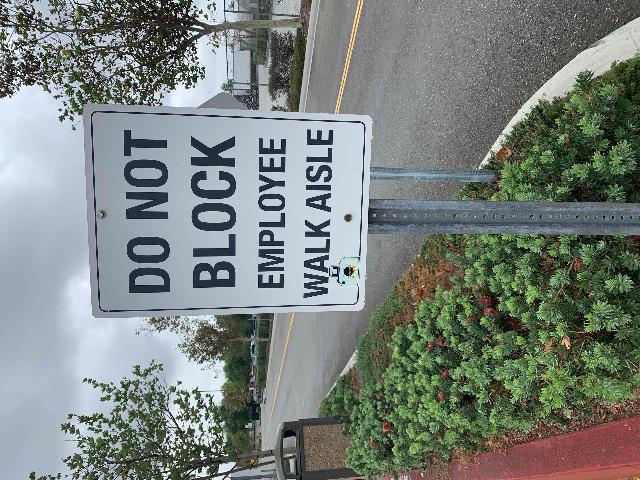 DO NOT
BLOCK
EMPLOYEE
WALK AISLE